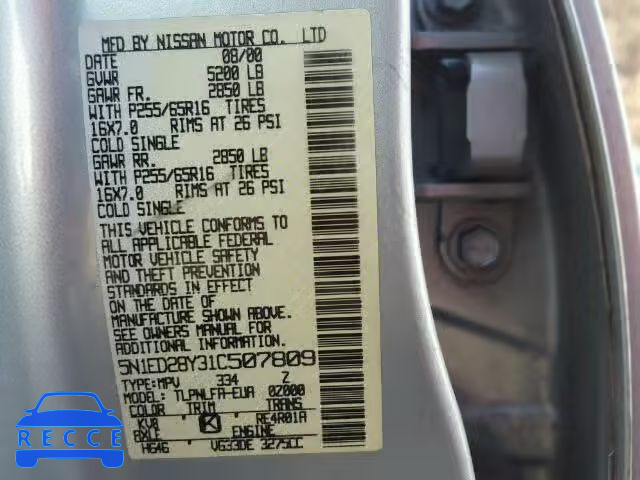 MFD BY NISSAN MOTOR CO. LTD
DATE 08/00
GVWR 5200 LB
GAWR FR. 2850 LB
WITH P255/65R16 TIRES
16X7.0 RIMS AT 26 PSI
COLD SINGLE
GAWR RR. 2850 LB
WITH P255/65R16 TIRES
16X7.0 RIMS AT 26 PSI
COLD SINGLE
THIS VEHICLE CONFORMS TO
ALL APPLICABLE FEDERAL
MOTOR VEHICLE SAFETY
AND THEFT PREVENTION
STANDARDS IN EFFECT
ON THE DATE OF
MANUFACTURE SHOWN ABOVE.
SEE OWNERS MANUAL FOR
ADDITIONAL INFORMATION.
5N1ED28Y31C507809
TYPE:MPV 334 Z
MODEL: TLPNLFA-EUA 0Z000
COLOR TRIM TRANS
KV8 K RE4R01A
AXLE ENGINE
HG46 VG33DE 3275CC
RECCE